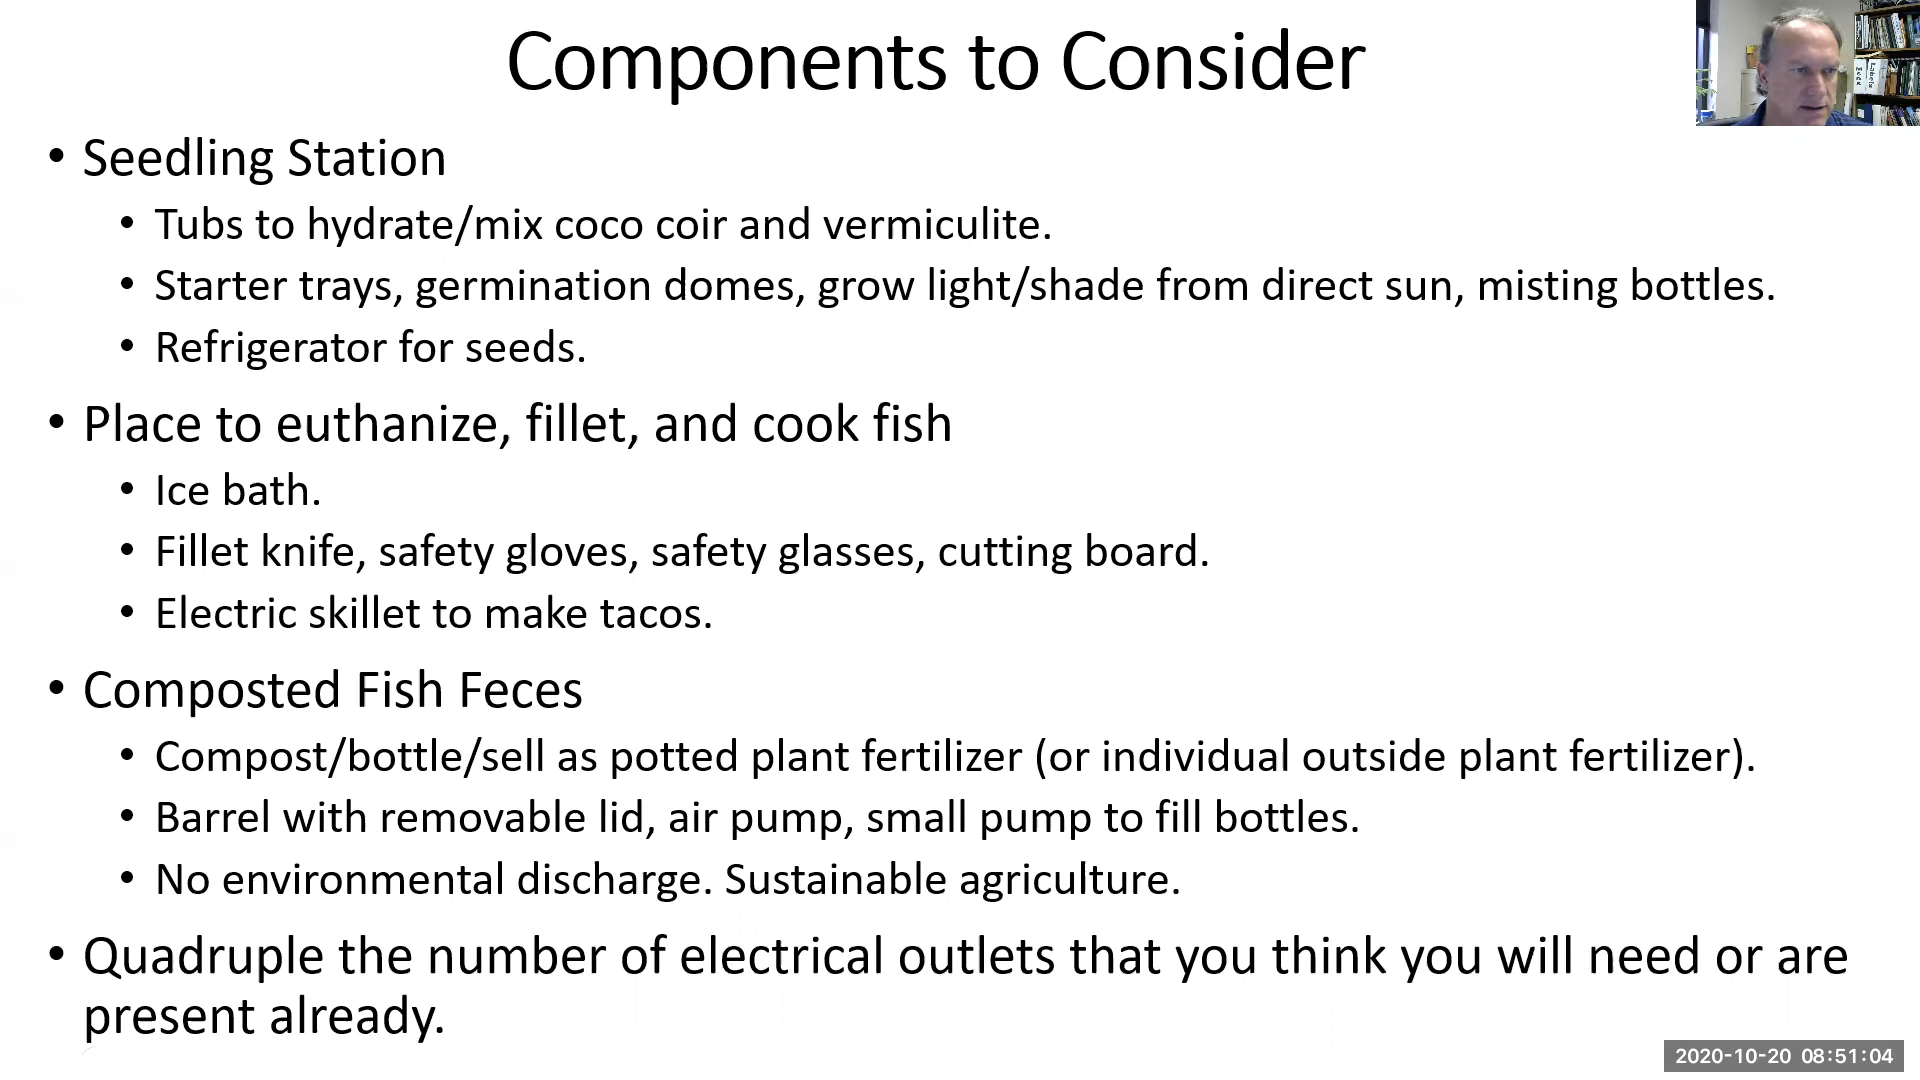 Components to Consider
• Seedling Station
• Tubs to hydrate/mix coco coir and vermiculite.
• Starter trays, germination domes, grow light/shade from direct sun, misting bottles.
• Refrigerator for seeds.
• Place to euthanize, fillet, and cook fish
• Ice bath.
• Fillet knife, safety gloves, safety glasses, cutting board.
• Electric skillet to make tacos.
• Composted Fish Feces
• Compost/bottle/sell as potted plant fertilizer (or individual outside plant fertilizer).
• Barrel with removable lid, air pump, small pump to fill bottles.
• No environmental discharge. Sustainable agriculture.
• Quadruple the number of electrical outlets that you think you will need or are
present already.
2020-10-20 08:51:04